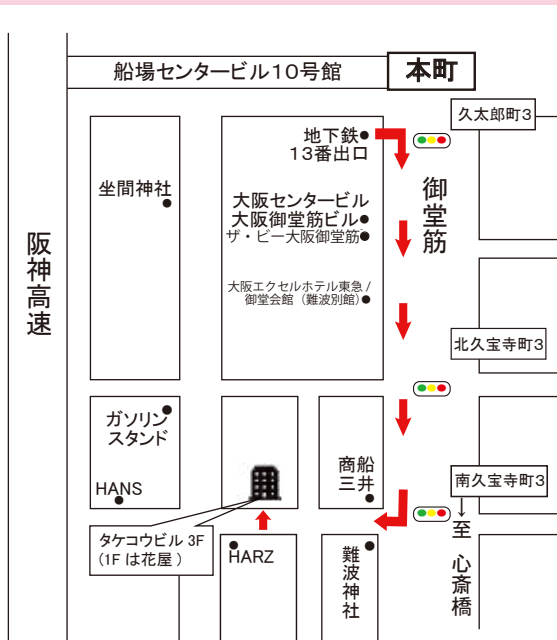 船場センタービル10号館
本町
久太郎町3
地下鉄
13番出口
坐間神社
御堂筋
大阪センタービル
大阪御堂筋ビル
ザ・ビー大阪御堂筋
阪神高速
大阪エクセルホテル東急 /
御堂会館（難波別館）
北久宝寺町3
ガソリン
スタンド
HANS
商船
三井
南久宝寺町3
↓
至 心斎橋
タケコウビル 3F
(1F は花屋 )
HARZ
難波神社